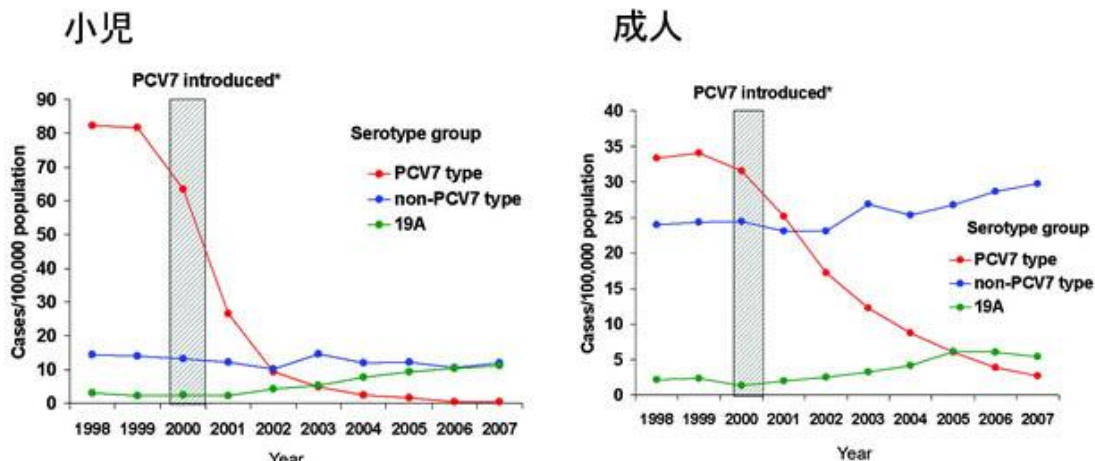 小児
PCV7 introduced*
Cases/100,000 population
90
80
70
60
50
40
30
20
10
0
Serotype group
PCV7 type
non-PCV7 type
19A
1998 1999 2000 2001 2002 2003 2004 2005 2006 2007
Year
成人
PCV7 introduced*
Cases/100,000 population
40
35
30
25
20
15
10
5
0
Serotype group
PCV7 type
non-PCV7 type
19A
1998 1999 2000 2001 2002 2003 2004 2005 2006 2007
Year